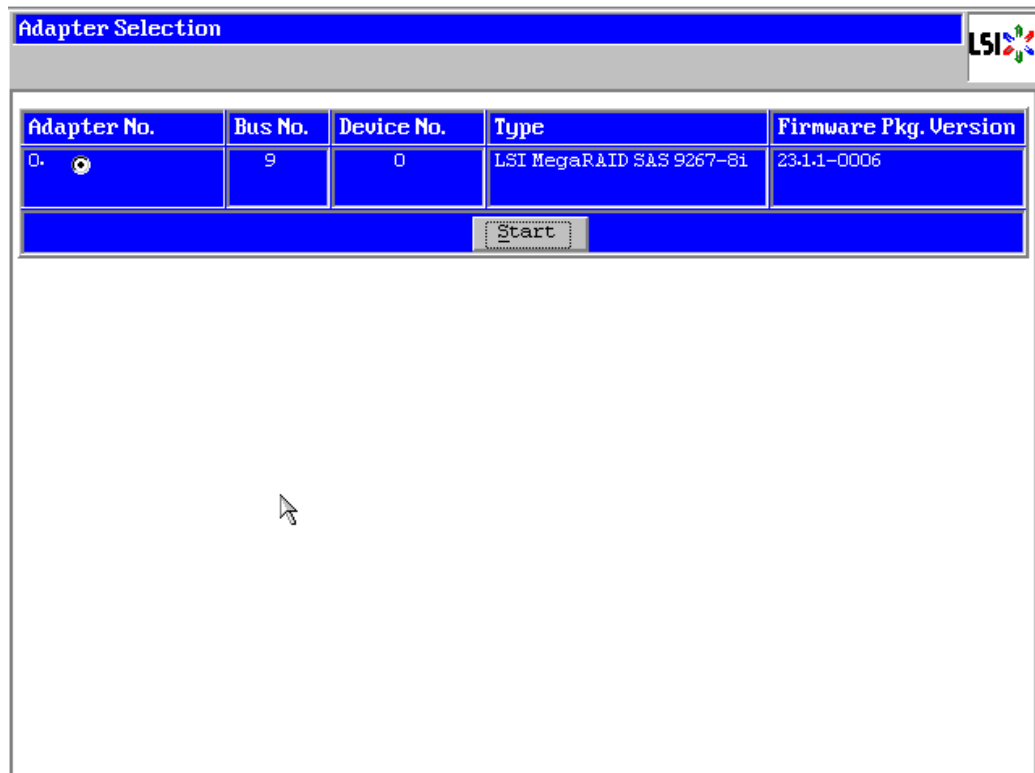 Adapter Selection
LSI
Adapter No. Bus No. Device No. Type Firmware Pkg. Version
0. 9 0 LSI MegaRAID SAS 9267-8i 23.1.1-0006
Start